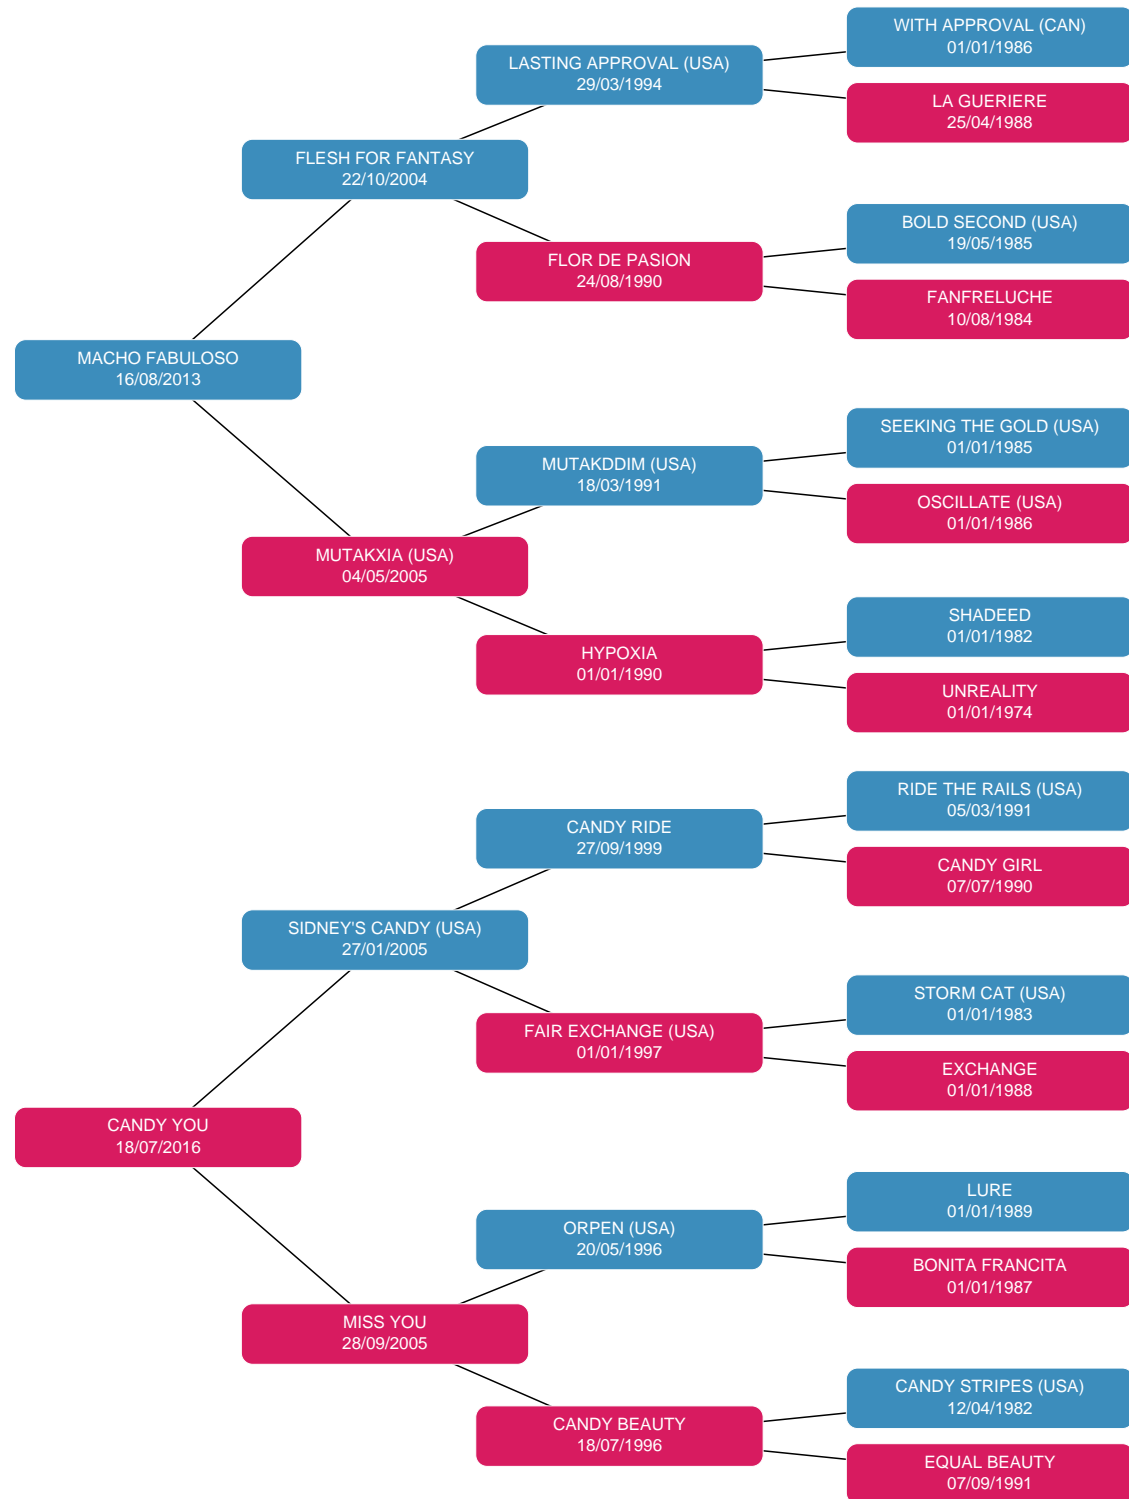 WITH APPROVAL (CAN)
01/01/1986
LASTING APPROVAL (USA)
29/03/1994
LA GUERIERE
25/04/1988
FLESH FOR FANTASY
22/10/2004
BOLD SECOND (USA)
19/05/1985
FLOR DE PASION
24/08/1990
FANFRELUCHE
10/08/1984
MACHO FABULOSO
16/08/2013
SEEKING THE GOLD (USA)
01/01/1985
MUTAKDDIM (USA)
18/03/1991
OSCILLATE (USA)
01/01/1986
MUTAKXIA (USA)
04/05/2005
SHADEED
01/01/1982
HYPOXIA
01/01/1990
UNREALITY
01/01/1974
RIDE THE RAILS (USA)
05/03/1991
CANDY RIDE
27/09/1999
CANDY GIRL
07/07/1990
SIDNEY'S CANDY (USA)
27/01/2005
STORM CAT (USA)
01/01/1983
FAIR EXCHANGE (USA)
01/01/1997
EXCHANGE
01/01/1988
CANDY YOU
18/07/2016
LURE
01/01/1989
ORPEN (USA)
20/05/1996
BONITA FRANCITA
01/01/1987
MISS YOU
28/09/2005
CANDY STRIPES (USA)
12/04/1982
CANDY BEAUTY
18/07/1996
EQUAL BEAUTY
07/09/1991